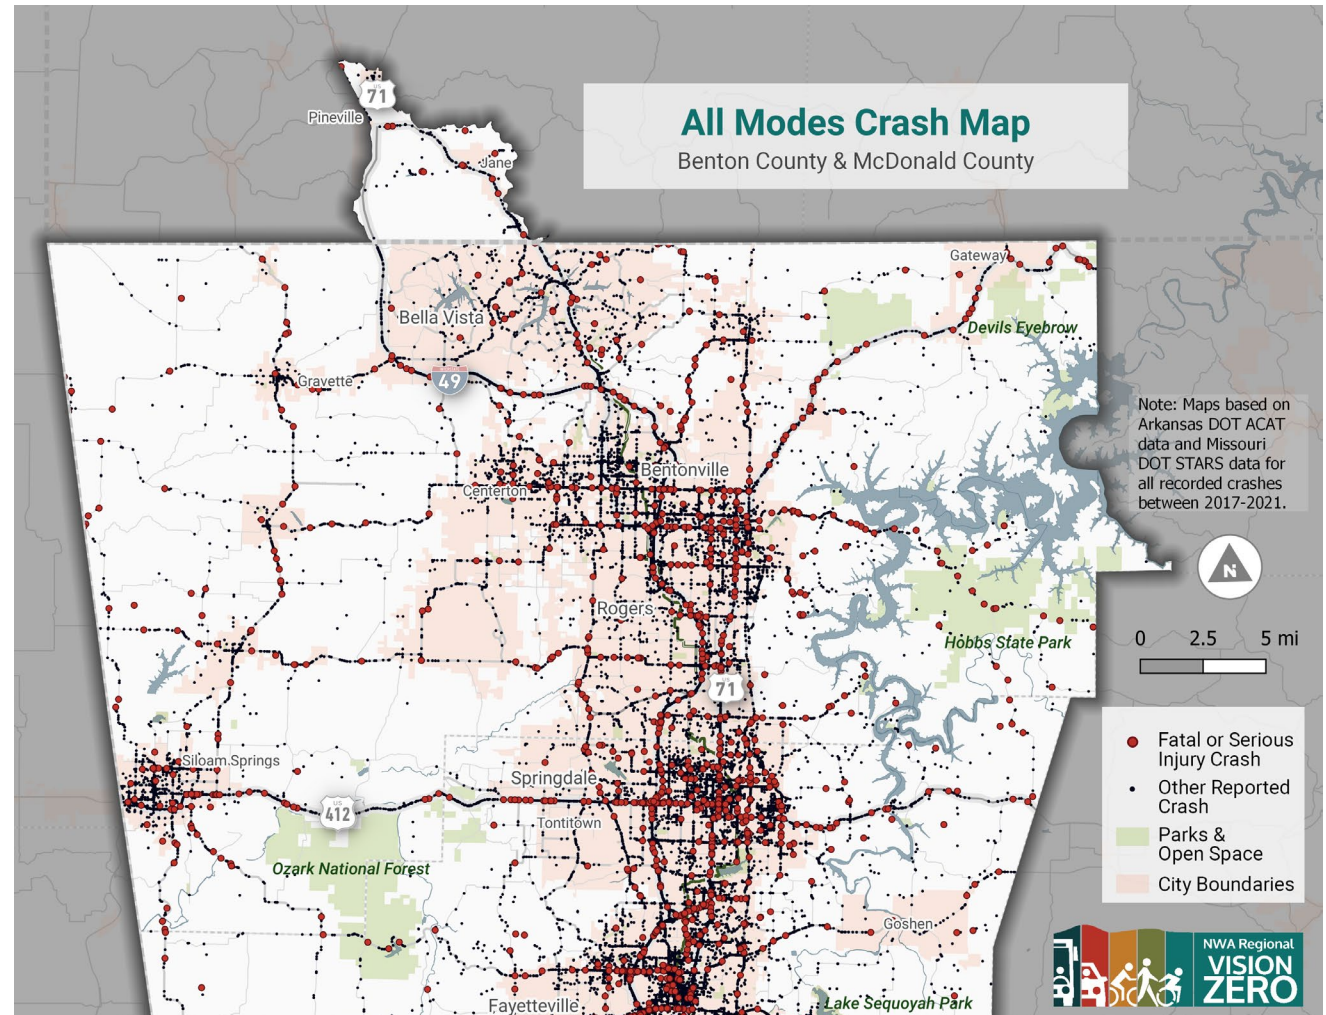 All Modes Crash Map
Benton County & McDonald County
US
71
Pineville
Jane
Gateway
Bella Vista
Devils Eyebrow
Gravette
49
Note: Maps based on
Arkansas DOT ACAT
data and Missouri
DOT STARS data for
all recorded crashes
between 2017-2021.
Bentonville
Centerton
N
Rogers
Hobbs State Park
0 2.5 5 mi
US
71
Siloam Springs
Springdale
US
412
Tontitown
Ozark National Forest
Goshen
Fayetteville
Lake Sequoyah Park
Fatal or Serious
Injury Crash
Other Reported
Crash
Parks &
Open Space
City Boundaries
NWA Regional
VISION
ZERO